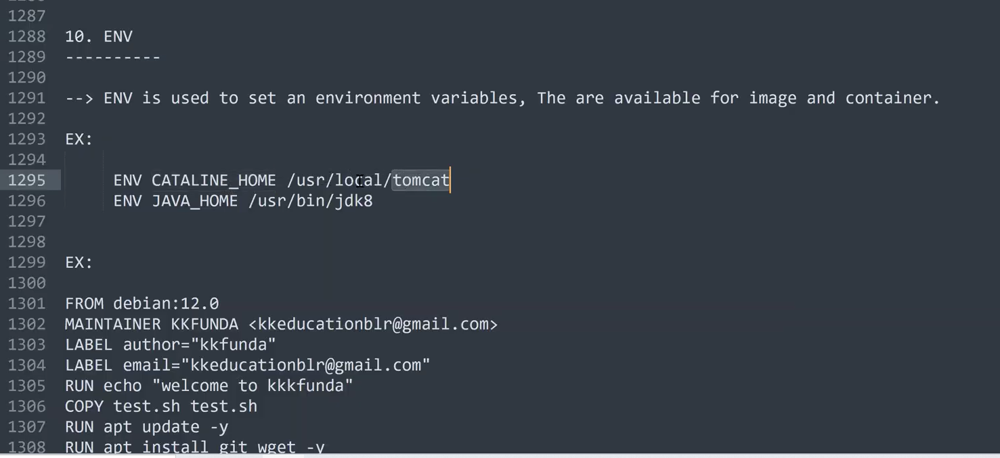 1287
1288 10. ENV
1289 ----------
1290
1291 --> ENV is used to set an environment variables, The are available for image and container.
1292
1293 EX:
1294
1295 ENV CATALINE_HOME /usr/local/tomcat
1296 ENV JAVA_HOME /usr/bin/jdk8
1297
1298
1299 EX:
1300
1301 FROM debian:12.0
1302 MAINTAINER KKFUNDA <kkeducationblr@gmail.com>
1303 LABEL author="kkfunda"
1304 LABEL email="kkeducationblr@gmail.com"
1305 RUN echo "welcome to kkkfunda"
1306 COPY test.sh test.sh
1307 RUN apt update -y
1308 RUN apt install git wget -y